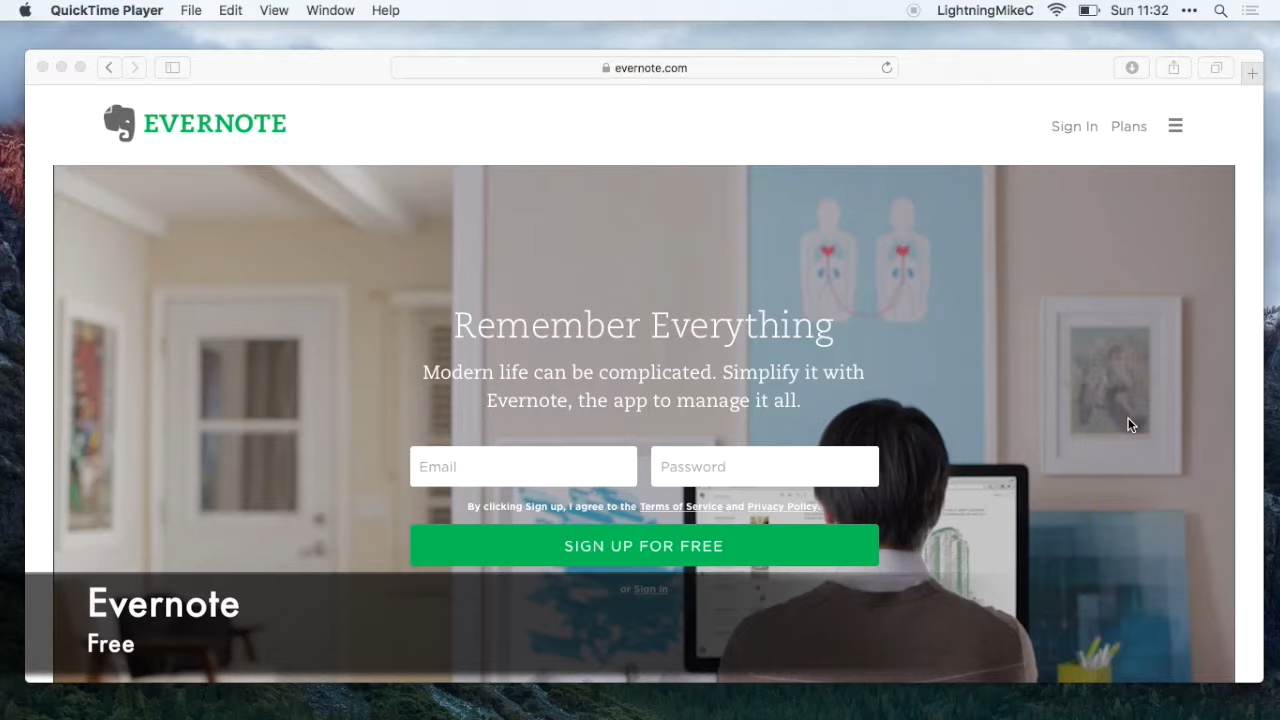 QuickTime Player File Edit View Window Help LightningMikeC Sun 11:32
evernote.com
EVERNOTE
Sign In Plans
Remember Everything
Modern life can be complicated. Simplify it with
Evernote, the app to manage it all.
Email Password
By clicking Sign up, I agree to the Terms of Service and Privacy Policy.
SIGN UP FOR FREE
or Sign in
Evernote
Free